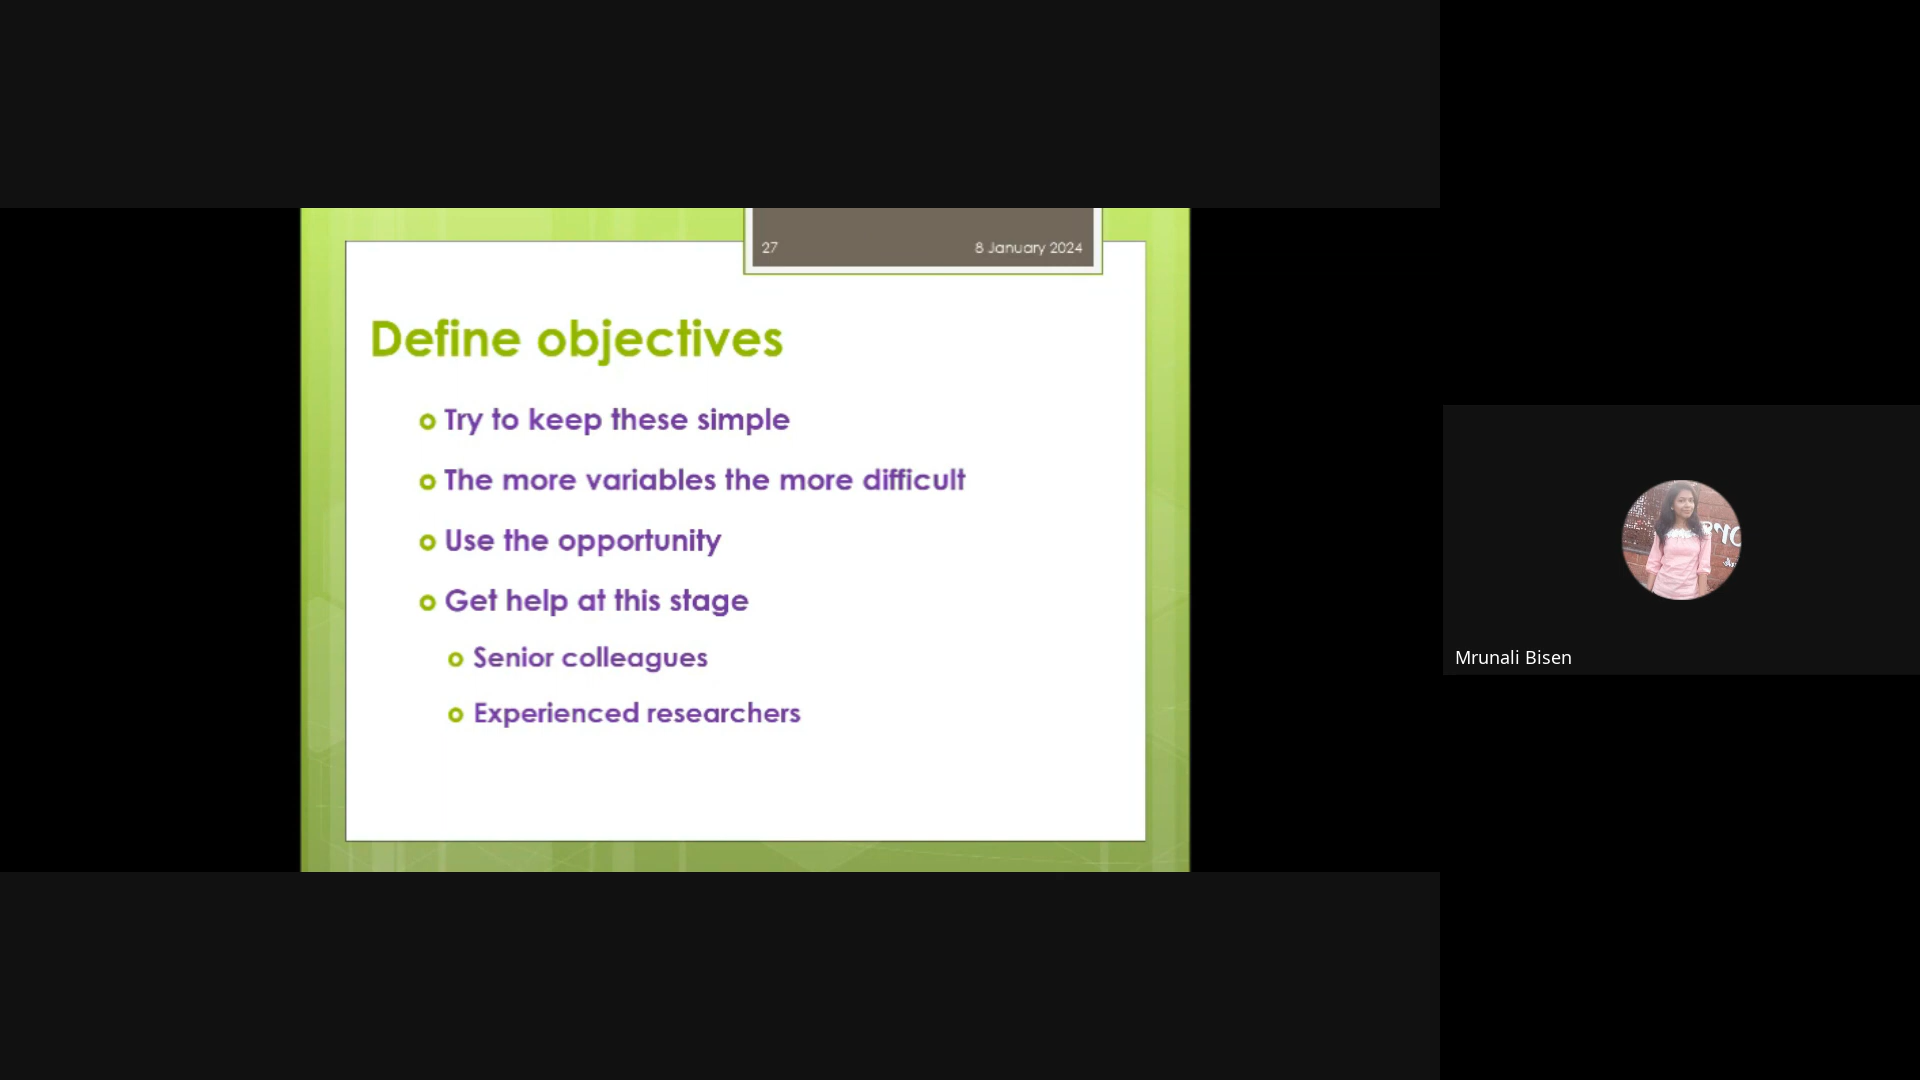 27 8 January 2024
Define objectives
Try to keep these simple
The more variables the more difficult
Use the opportunity
Get help at this stage
Senior colleagues
Experienced researchers
Mrunali Bisen